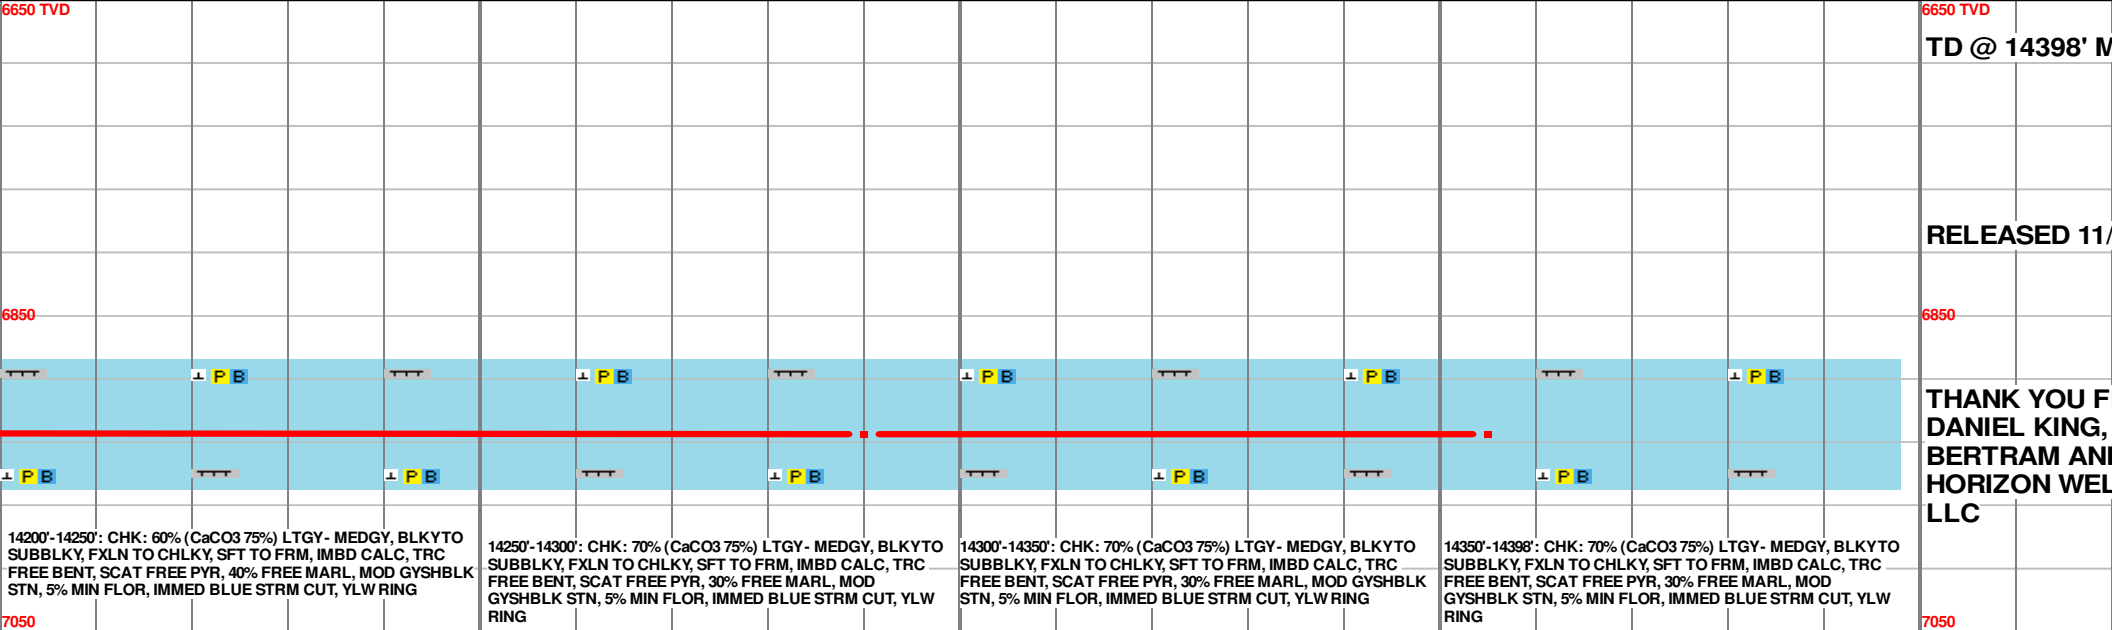 6650 TVD
6650 TVD
TD @ 14398' M
RELEASED 11/
6850
6850
P B
P B
P B
P B
P B
THANK YOU F
DANIEL KING,
BERTRAM AN
HORIZON WEL
LLC
P B
P B
P B
P B
P B
14200'-14250': CHK: 60% (CaCO3 75%) LTGY- MEDGY, BLKY TO
SUBBLKY, FXLN TO CHLKY, SFT TO FRM, IMBD CALC, TRC
FREE BENT, SCAT FREE PYR, 40% FREE MARL, MOD GYSHBLK
STN, 5% MIN FLOR, IMMED BLUE STRM CUT, YLW RING
14250'-14300': CHK: 70% (CaCO3 75%) LTGY- MEDGY, BLKY TO
SUBBLKY, FXLN TO CHLKY, SFT TO FRM, IMBD CALC, TRC
FREE BENT, SCAT FREE PYR, 30% FREE MARL, MOD
GYSHBLK STN, 5% MIN FLOR, IMMED BLUE STRM CUT, YLW
RING
14300'-14350': CHK: 70% (CaCO3 75%) LTGY- MEDGY, BLKY TO
SUBBLKY, FXLN TO CHLKY, SFT TO FRM, IMBD CALC, TRC
FREE BENT, SCAT FREE PYR, 30% FREE MARL, MOD GYSHBLK
STN, 5% MIN FLOR, IMMED BLUE STRM CUT, YLW RING
14350'-14398': CHK: 70% (CaCO3 75%) LTGY- MEDGY, BLKY TO
SUBBLKY, FXLN TO CHLKY, SFT TO FRM, IMBD CALC, TRC
FREE BENT, SCAT FREE PYR, 30% FREE MARL, MOD
GYSHBLK STN, 5% MIN FLOR, IMMED BLUE STRM CUT, YLW
RING
7050
7050